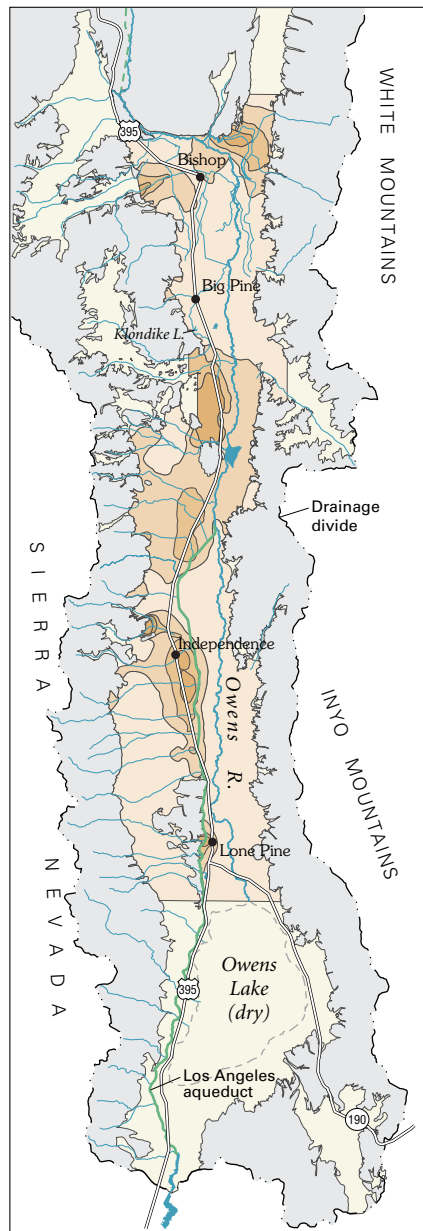 395
WHITE MOUNTAINS
Bishop
Big Pine
Klondike L.
Drainage
divide
SIERRA NEVADA
Independence
Owens R.
INYO MOUNTAINS
Lone Pine
Owens
Lake
(dry)
395
Los Angeles
aqueduct
190